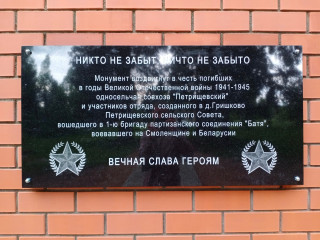 НИКТО НЕ ЗАБЫТ, НИЧТО НЕ ЗАБЫТО
Монумент воздвигнут в честь погибших
в годы Великой Отечественной войны 1941-1945
односельчан совхоза "Петрищевский"
и участников отряда, созданного в д.Гришково
Петрищевского сельского Совета,
вошедшего в 1-ю бригаду партизанского соединения "Батя",
воевавшего на Смоленщине и Беларусии
ВЕЧНАЯ СЛАВА ГЕРОЯМ